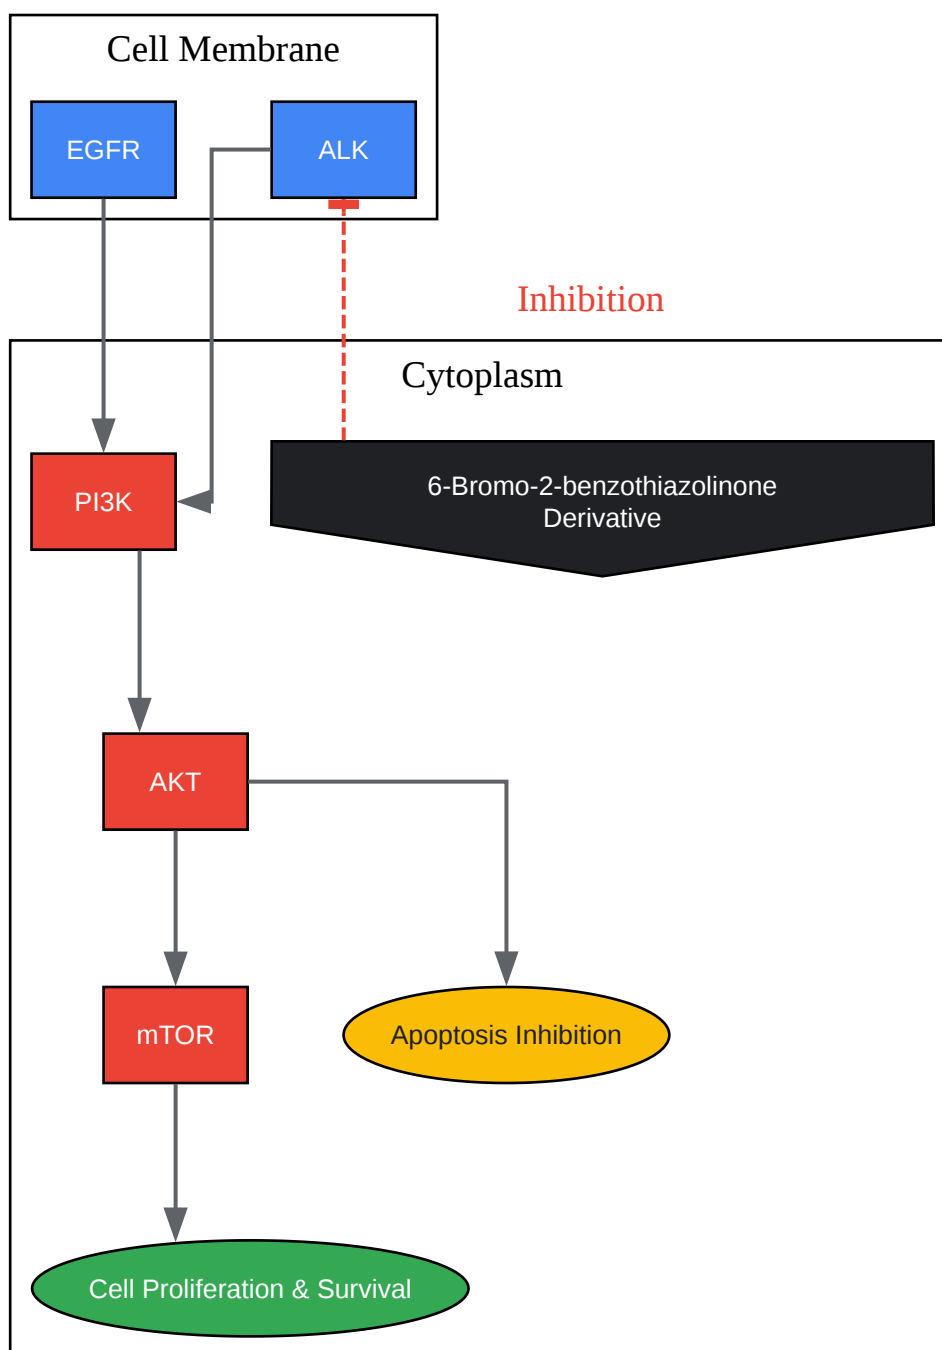 Cell Membrane
EGFR
ALK
Inhibition
Cytoplasm
PI3K
6-Bromo-2-benzothiazolinone
Derivative
AKT
mTOR
Apoptosis Inhibition
Cell Proliferation & Survival